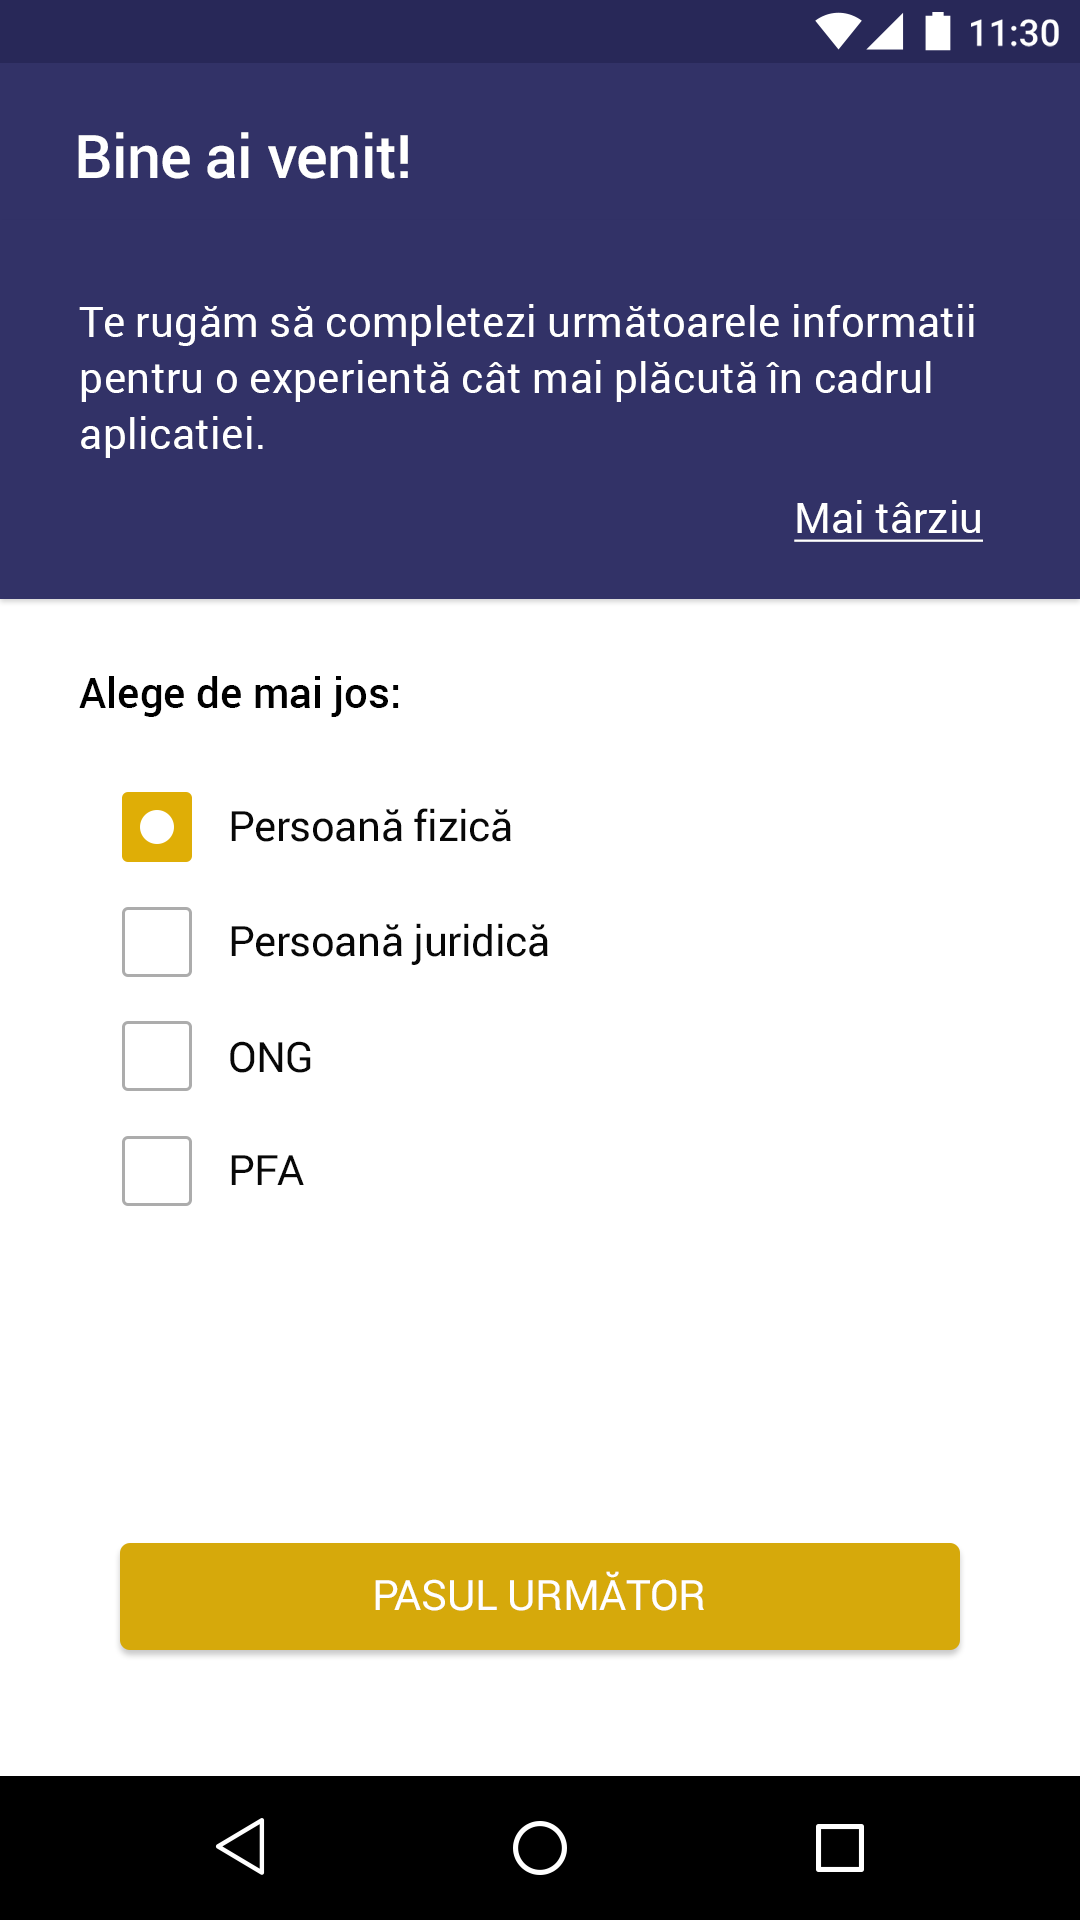 11:30
Bine ai venit!
Te rugăm să completezi următoarele informatii
pentru o experientă cât mai plăcută în cadrul
aplicatiei.
Mai târziu
Alege de mai jos:
Persoană fizică
Persoană juridică
ONG
PFA
PASUL URMĂTOR